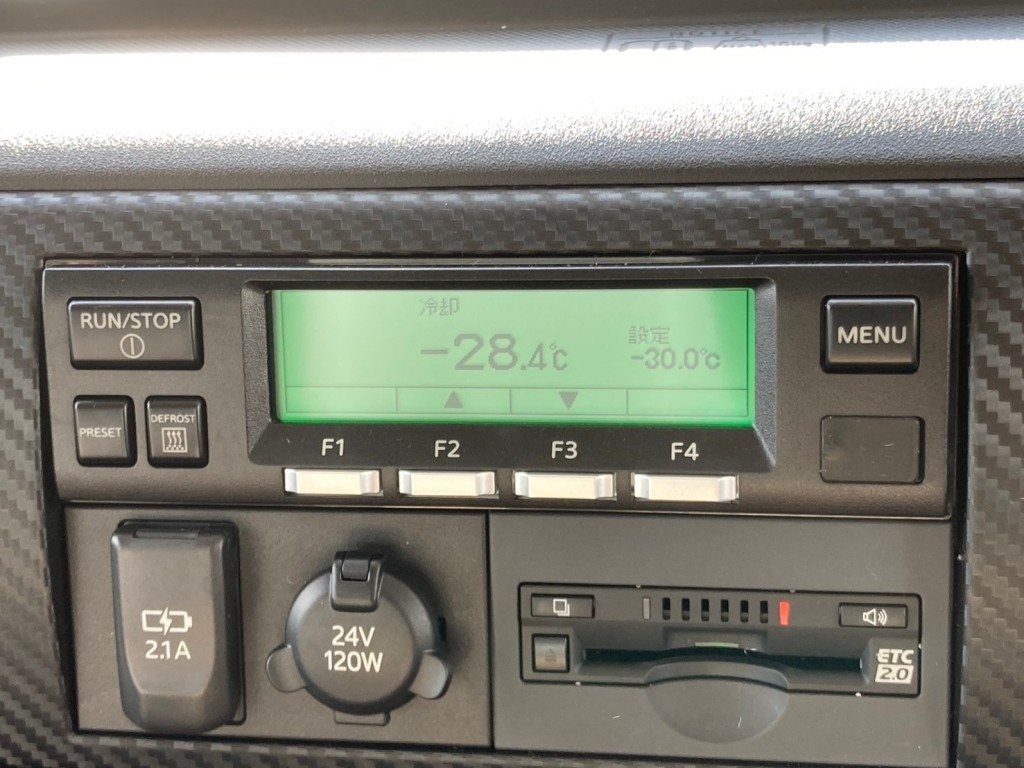 NOTICE
RUN/STOP
冷却
-28.4℃
設定
-30.0℃
MENU
PRESET
DEFROST
F1
F2
F3
F4
2.1A
24V
120W
ETC
2.0